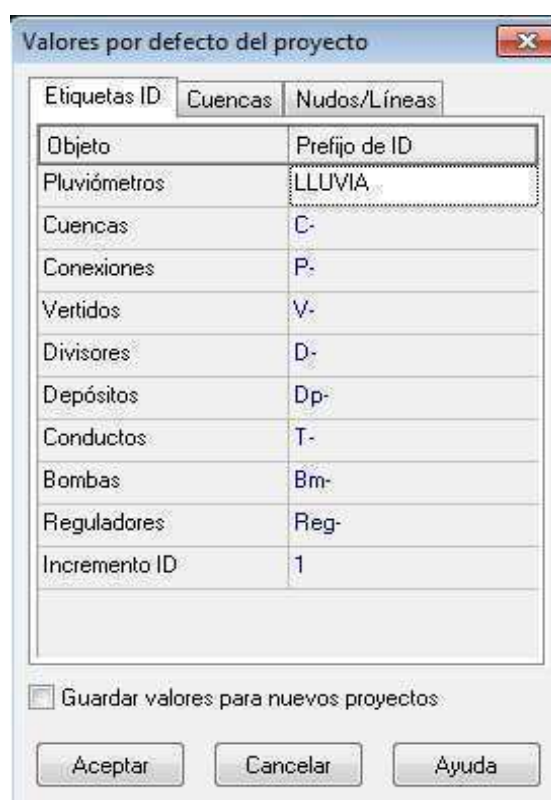 Valores por defecto del proyecto
Etiquetas ID Cuencas Nudos/Líneas
Objeto Prefijo de ID
Pluviómetros LLUVIA
Cuencas C-
Conexiones P-
Vertidos V-
Divisores D-
Depósitos Dp-
Conductos T-
Bombas Bm-
Reguladores Reg-
Incremento ID 1
Guardar valores para nuevos proyectos
Aceptar Cancelar Ayuda